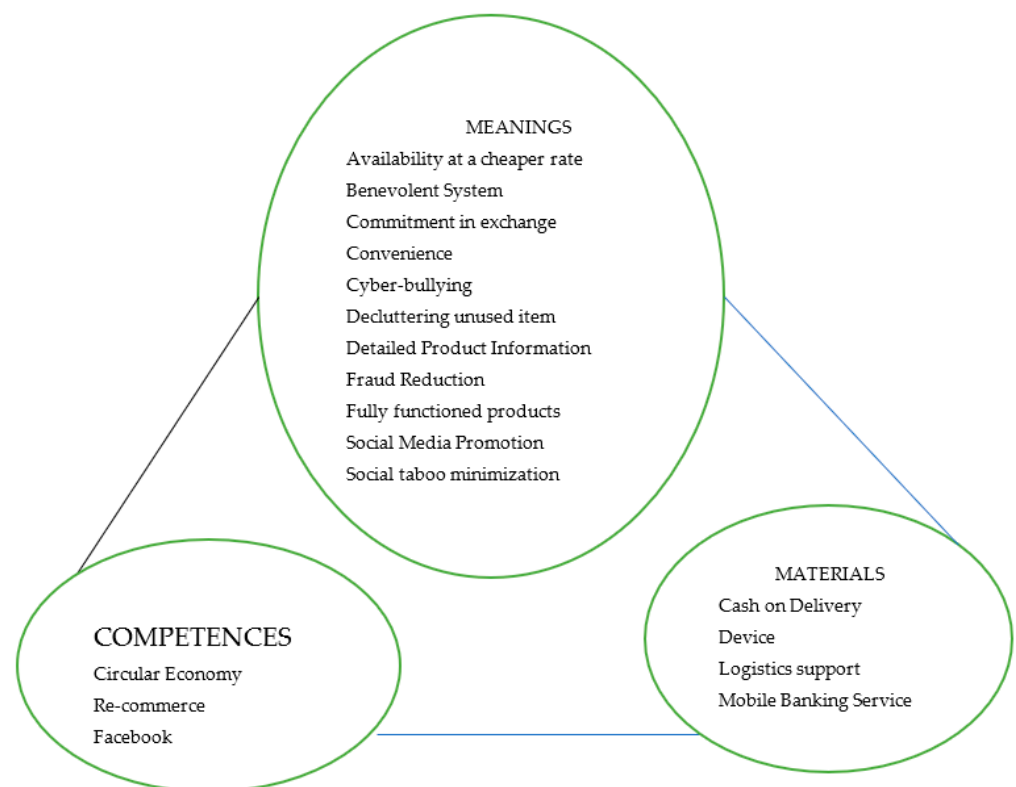 MEANINGS
Availability at a cheaper rate
Benevolent System
Commitment in exchange
Convenience
Cyber-bullying
Decluttering unused item
Detailed Product Information
Fraud Reduction
Fully functioned products
Social Media Promotion
Social taboo minimization
COMPETENCES
Circular Economy
Re-commerce
Facebook
MATERIALS
Cash on Delivery
Device
Logistics support
Mobile Banking Service